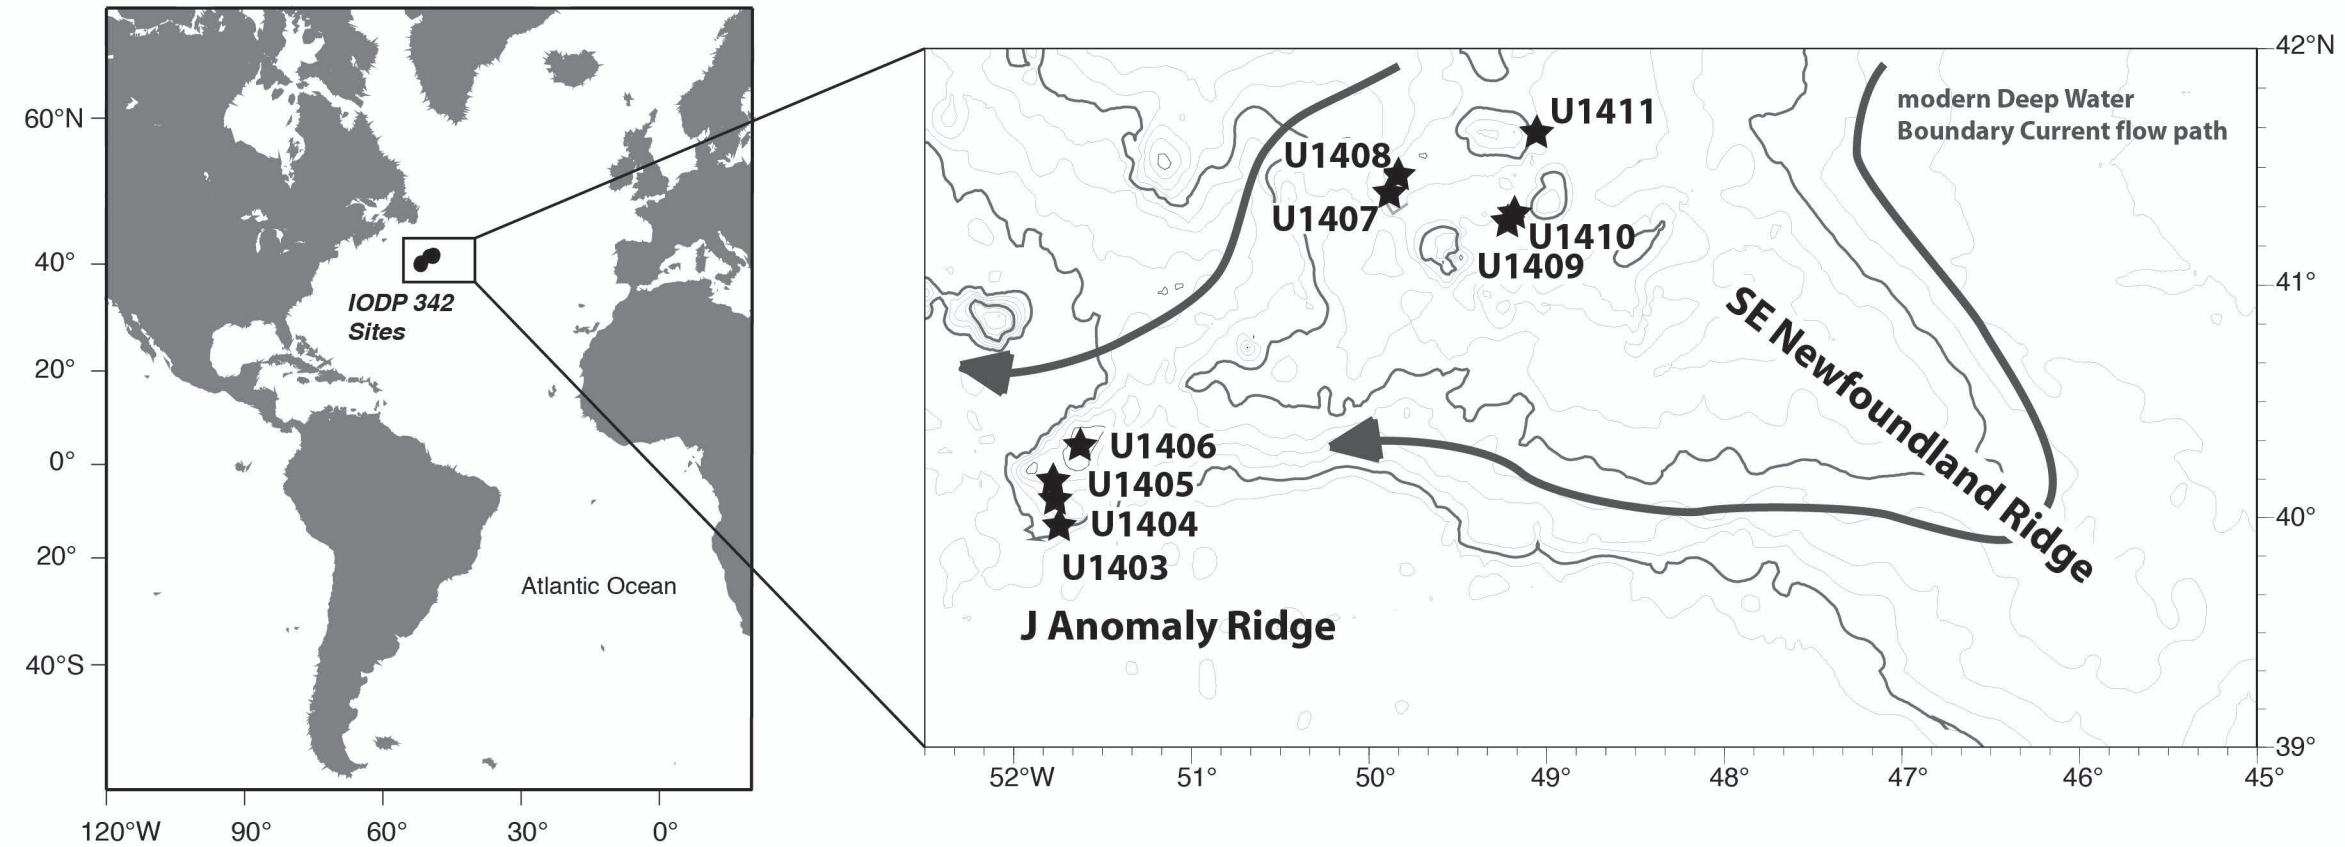 60°N
40°
20°
0°
20°
40°S
120°W
90°
60°
30°
0°
IODP 342
Sites
Atlantic Ocean
modern Deep Water
Boundary Current flow path
U1411
U1408
U1407
U1410
U1409
SE Newfoundland Ridge
U1406
U1405
U1404
U1403
J Anomaly Ridge
42°N
41°
40°
39°
52°W
51°
50°
49°
48°
47°
46°
45°